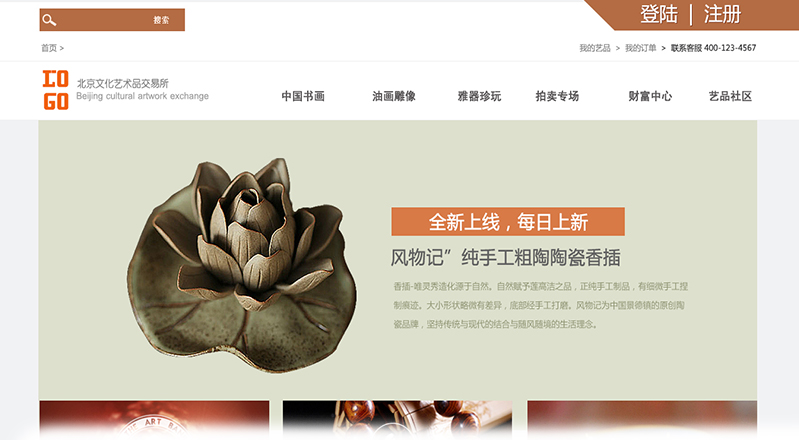 搜索
登陆 | 注册
首页 >
我的艺品 > 我的订单 > 联系客服 400-123-4567
LOGO
北京文化艺术品交易所
Beijing cultural artwork exchange
中国书画 油画雕像 雅器珍玩 拍卖专场 财富中心 艺品社区
全新上线，每日上新
风物记”纯手工粗陶陶瓷香插
香插-唯灵秀造化源于自然。自然赋予莲高洁之品，正纯手工制品，有细微手工捏
制痕迹。大小形状略微有差异，底部经手工打磨。风物记为中国景德镇的原创陶
瓷品牌，坚持传统与现代的结合与随风随境的生活理念。
ART